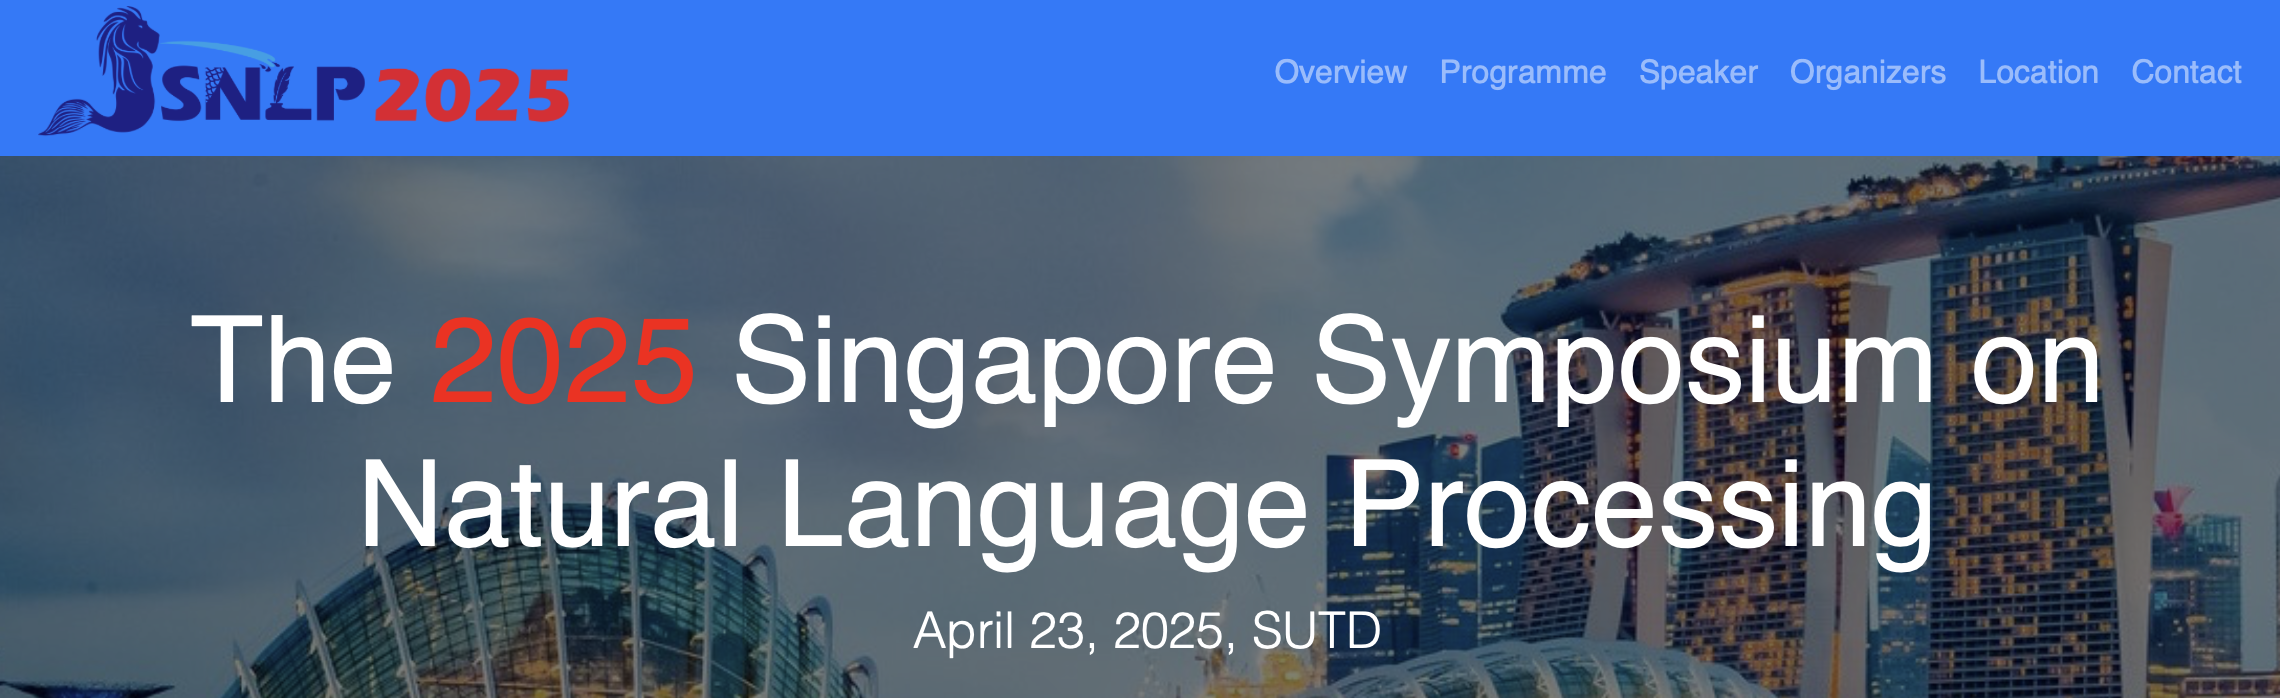 SNLP 2025
Overview Programme Speaker Organizers Location Contact
The 2025 Singapore Symposium on
Natural Language Processing
April 23, 2025, SUTD